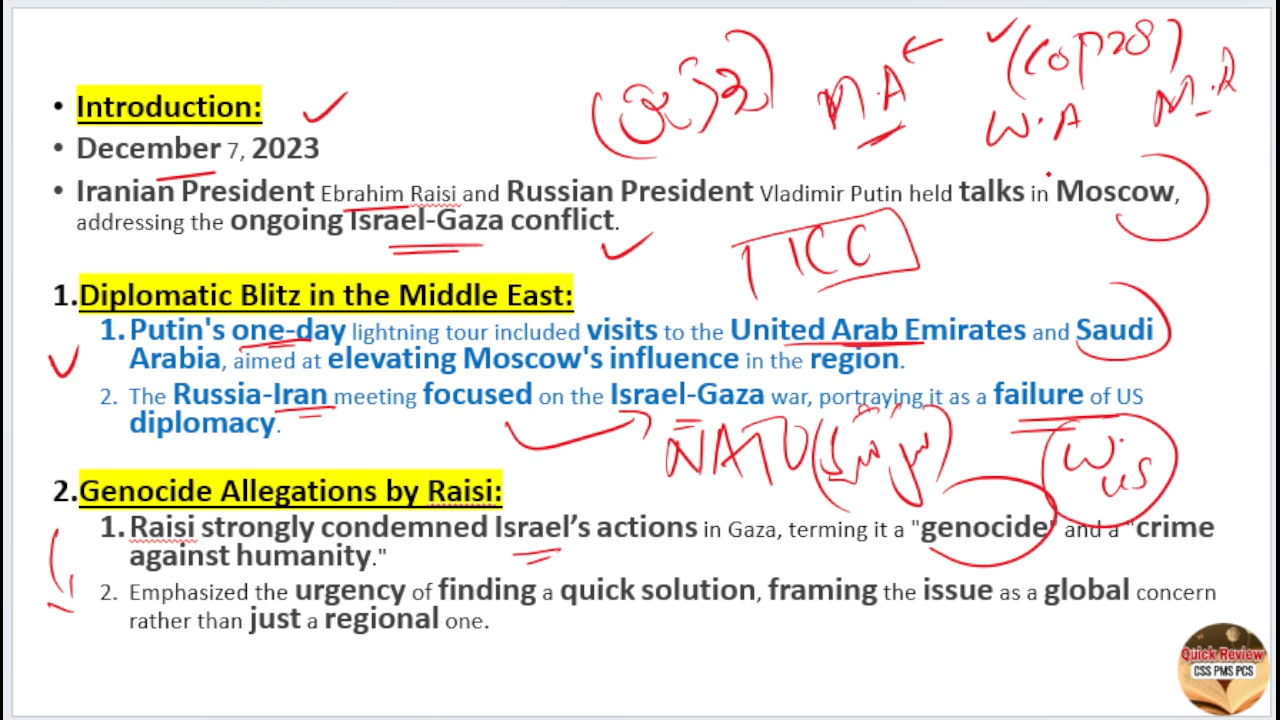 (COP28)
M.A
W.A
• Introduction:
• December 7, 2023
• Iranian President Ebrahim Raisi and Russian President Vladimir Putin held talks in Moscow,
addressing the ongoing Israel-Gaza conflict.
ICC
1.Diplomatic Blitz in the Middle East:
1. Putin's one-day lightning tour included visits to the United Arab Emirates and Saudi
Arabia, aimed at elevating Moscow's influence in the region.
2. The Russia-Iran meeting focused on the Israel-Gaza war, portraying it as a failure of US
diplomacy.
NATO
W.
US
2.Genocide Allegations by Raisi:
1. Raisi strongly condemned Israel’s actions in Gaza, terming it a "genocide" and a "crime
against humanity."
2. Emphasized the urgency of finding a quick solution, framing the issue as a global concern
rather than just a regional one.
Quick Review
CSS PMS PCS